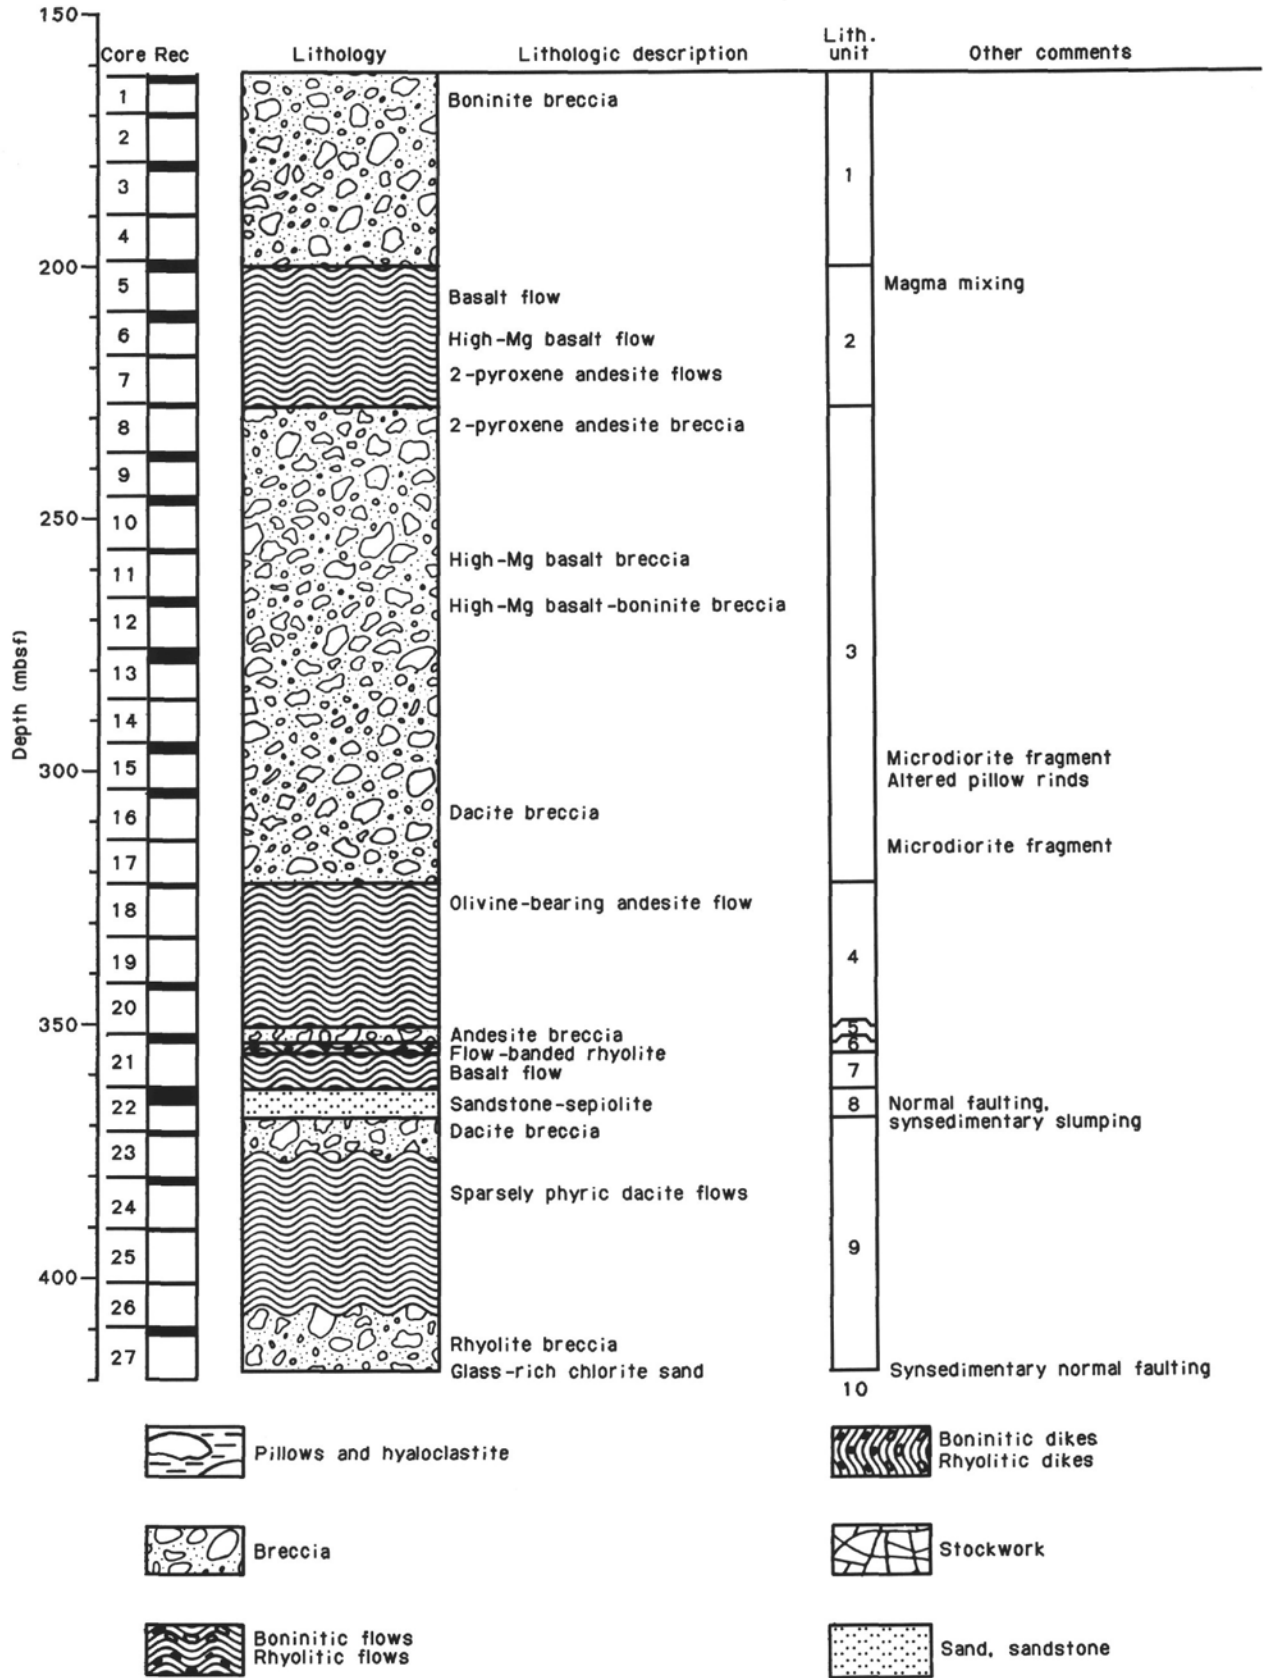 150
Core Rec
Lithology
Lithologic description
Lith.
unit
Other comments
Depth (mbsf)
1
Boninite breccia
2
3
1
4
200
5
Magma mixing
Basalt flow
6
High-Mg basalt flow
2
7
2-pyroxene andesite flows
8
2-pyroxene andesite breccia
9
250
10
High-Mg basalt breccia
11
High-Mg basalt-boninite breccia
12
3
13
14
Microdiorite fragment
300
15
Altered pillow rinds
16
Dacite breccia
Microdiorite fragment
17
18
Olivine-bearing andesite flow
19
4
20
350
5
Andesite breccia
6
Flow-banded rhyolite
21
Basalt flow
7
22
Sandstone-sepiolite
8
Normal faulting,
synsedimentary slumping
Dacite breccia
23
24
Sparsely phyric dacite flows
25
9
400
26
27
Rhyolite breccia
Glass-rich chlorite sand
Synsedimentary normal faulting
10
Pillows and hyaloclastite
Boninitic dikes
Rhyolitic dikes
Breccia
Stockwork
Boninitic flows
Rhyolitic flows
Sand, sandstone